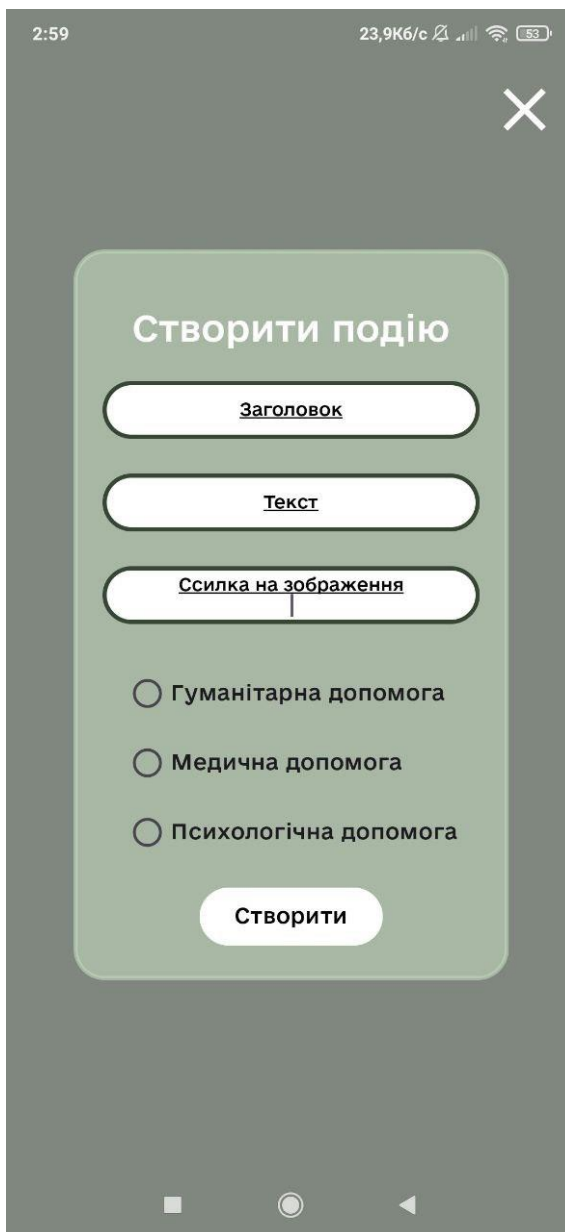 2:59
23,9Кб/с
53
Створити подію
Заголовок
Текст
Ссилка на зображення
Гуманітарна допомога
Медична допомога
Психологічна допомога
Створити